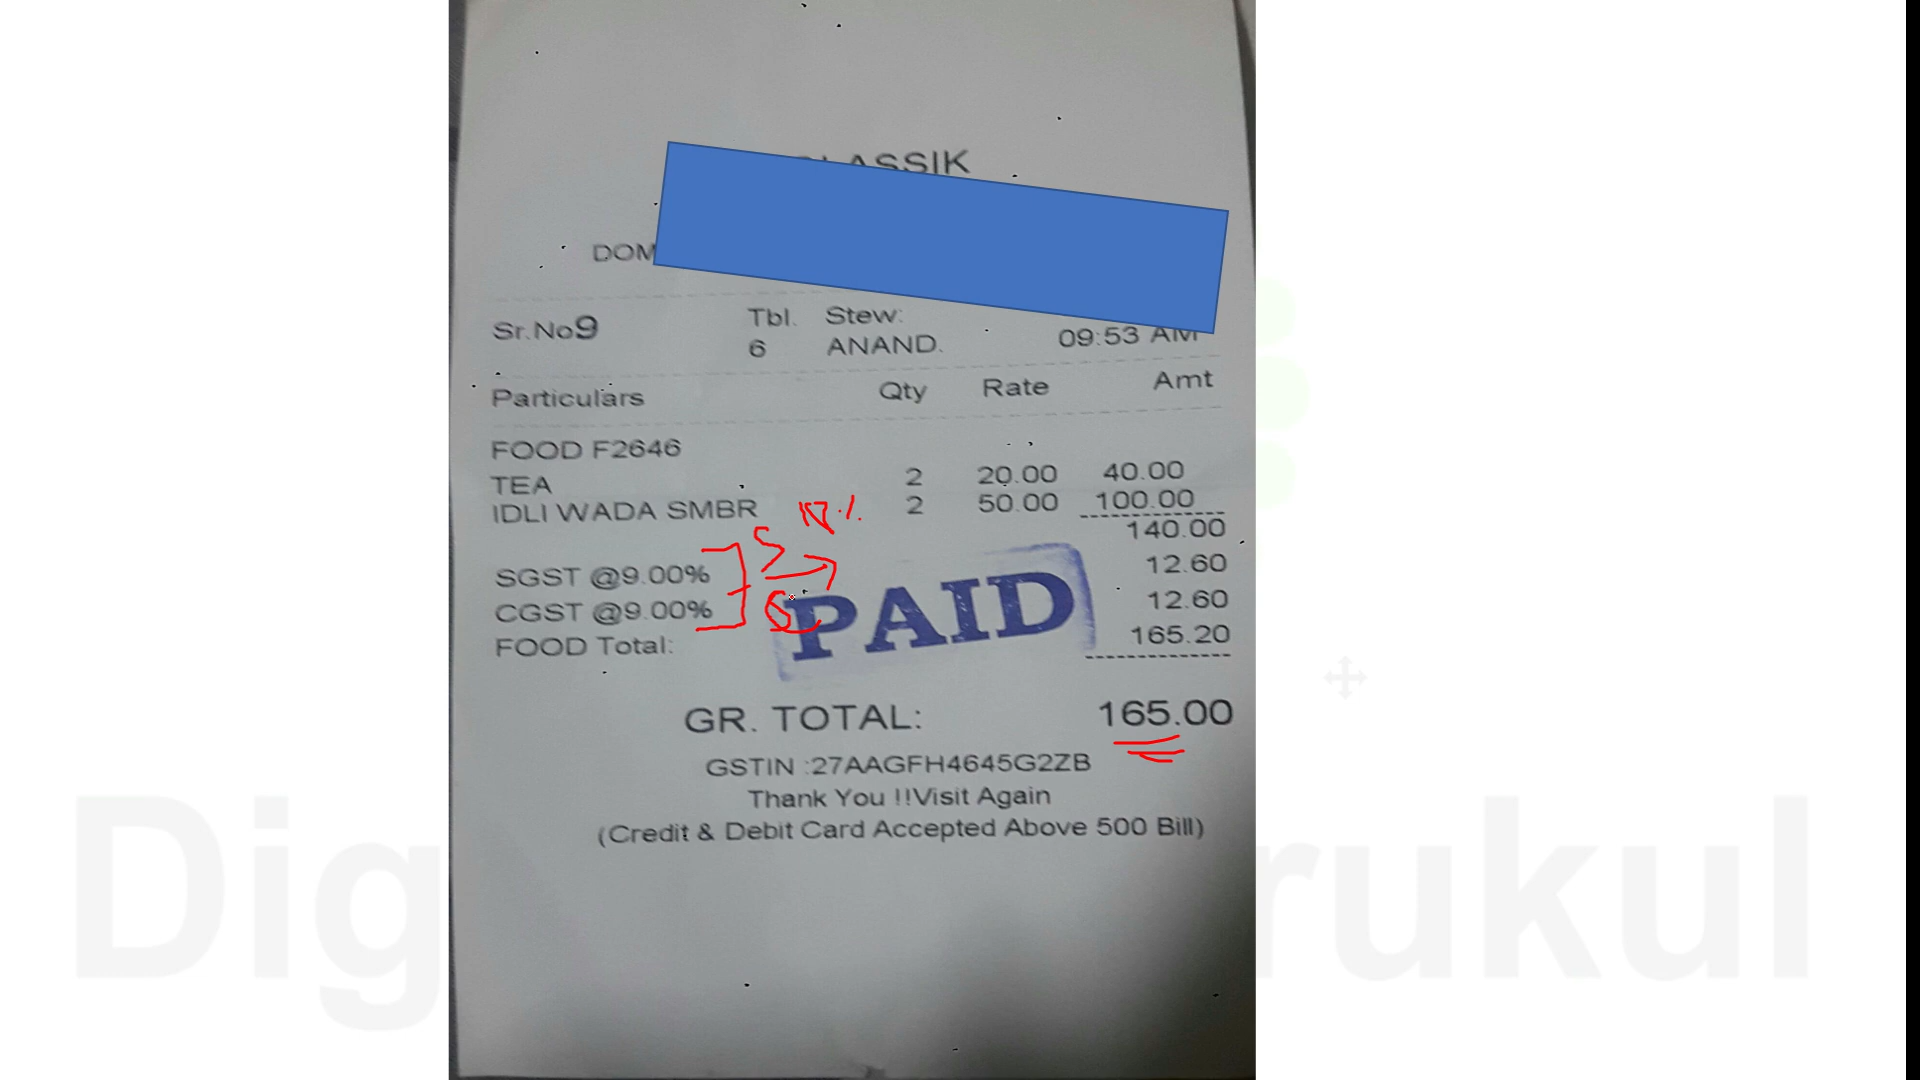 DOM
Sr.No9 Tbl. 6 Stew: ANAND. 09:53 AM
Particulars Qty Rate Amt
FOOD F2646
TEA 2 20.00 40.00
IDLI WADA SMBR 2 50.00 100.00
140.00
SGST @9.00% 12.60
CGST @9.00% 12.60
FOOD Total: 165.20
PAID
GR. TOTAL: 165.00
GSTIN :27AAGFH4645G2ZB
Thank You !!Visit Again
(Credit & Debit Card Accepted Above 500 Bill)